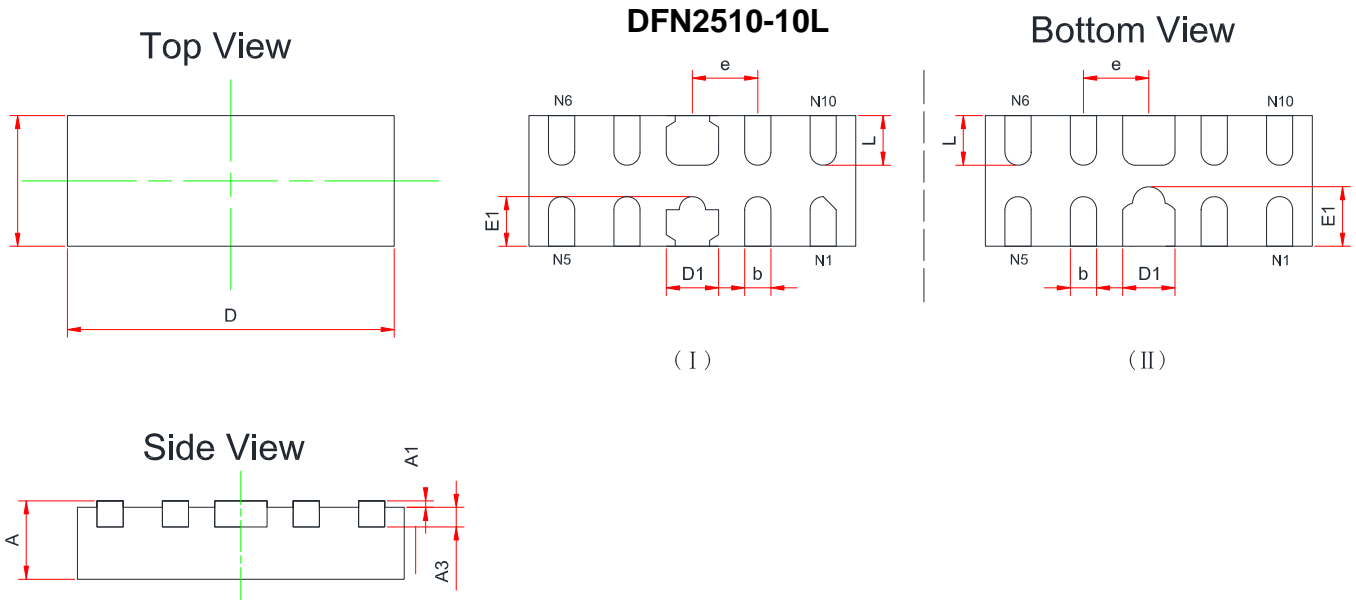 DFN2510-10L
Top View
Bottom View
e
e
N6
N10
N6
N10
L
L
E1
E1
N5
N1
N5
N1
D1
b
b
D1
D
(Ⅰ)
(Ⅱ)
Side View
A1
A
A3